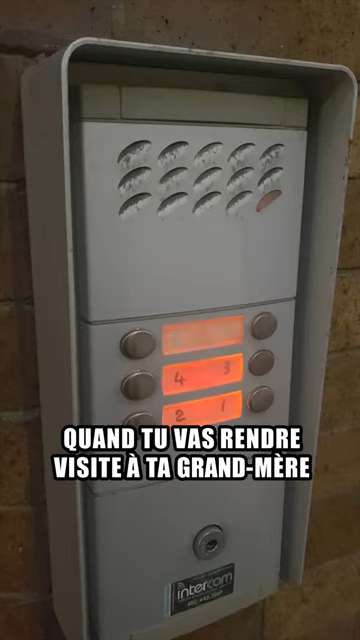 4 3
2 1
QUAND TU VAS RENDRE
VISITE À TA GRAND-MÈRE
intercom